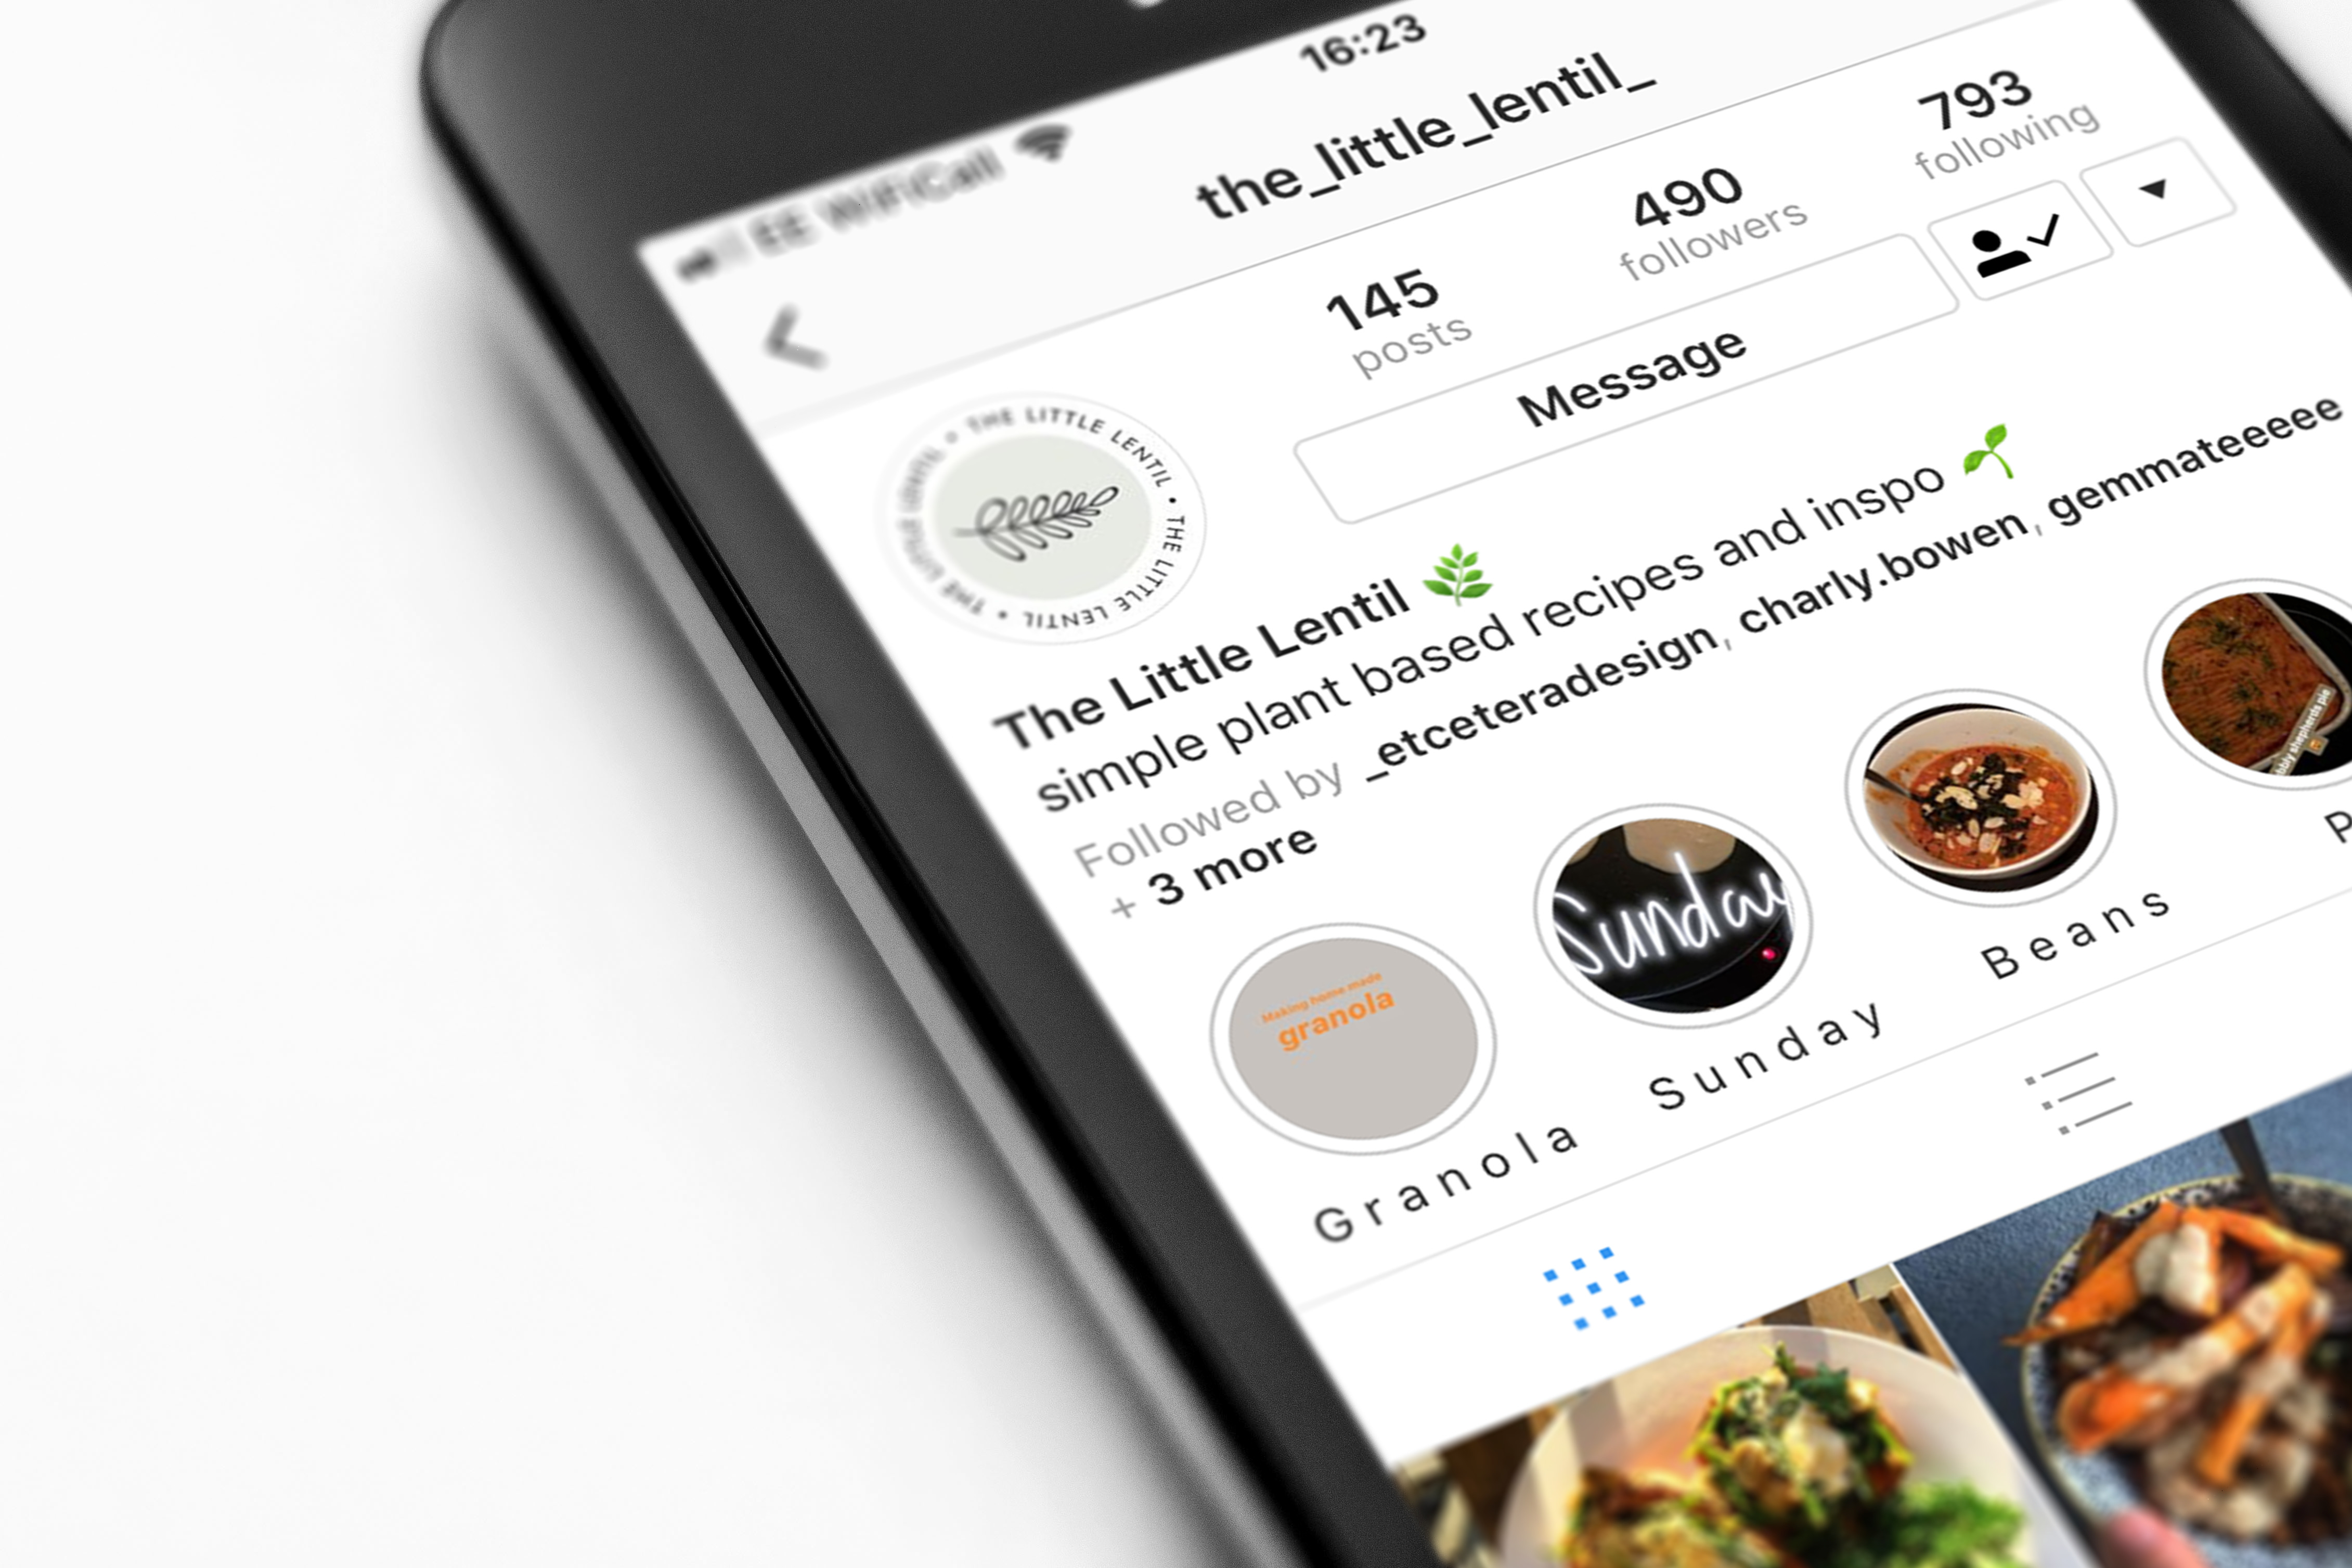 16:23
EE WiFiCall
the_little_lentil_
145 490 793
posts followers following
Message
THE LITTLE LENTIL • THE LITTLE LENTIL • THE LITTLE LENTIL •
The Little Lentil 🌿
simple plant based recipes and inspo 🌱
Followed by _etceteradesign, charly.bowen, gemmateeeee
+ 3 more
Making home made
granola
Sunday
shepherds pie
Granola
Sunday
Beans
P